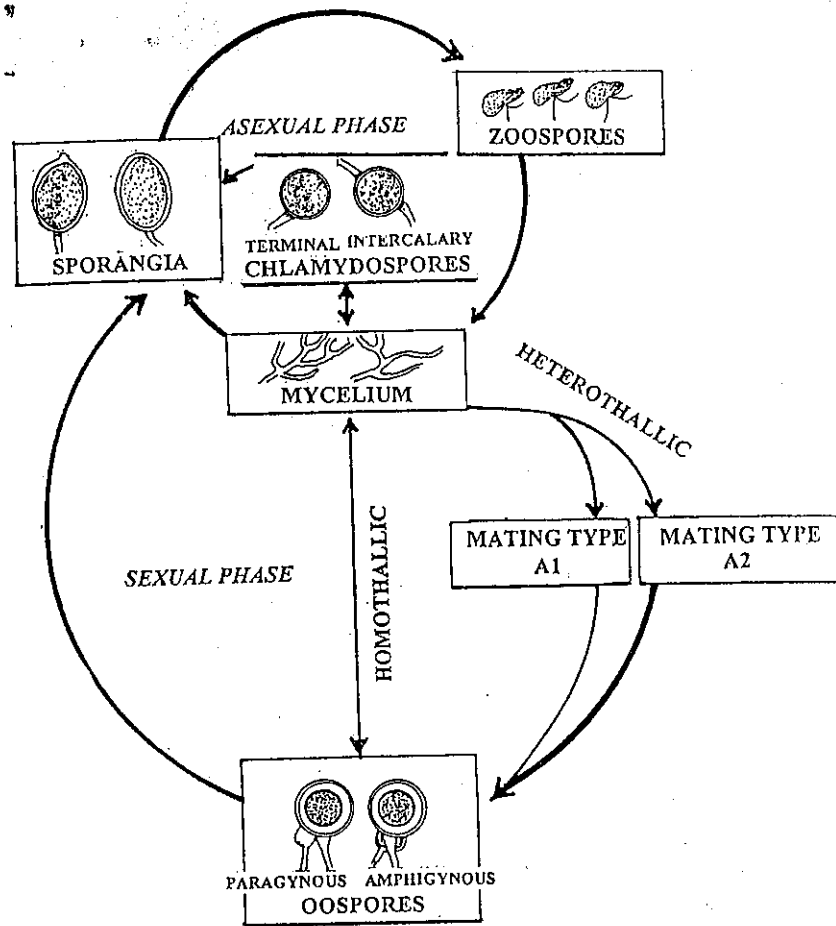 ASEXUAL PHASE
ZOOSPORES
SPORANGIA
TERMINAL INTERCALARY
CHLAMYDOSPORES
MYCELIUM
HETEROTHALLIC
MATING TYPE
A1
MATING TYPE
A2
SEXUAL PHASE
HOMOTHALLIC
PARAGYNOUS AMPHIGYNOUS
OOSPORES